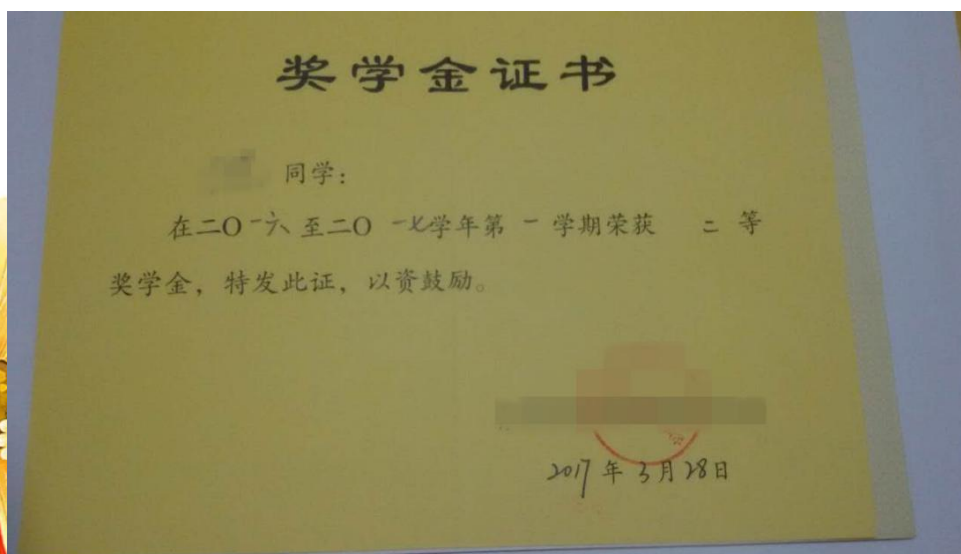 奖学金证书
同学：
在二O一六至二O一七学年第一学期荣获 二 等
奖学金，特发此证，以资鼓励。
2017年3月28日